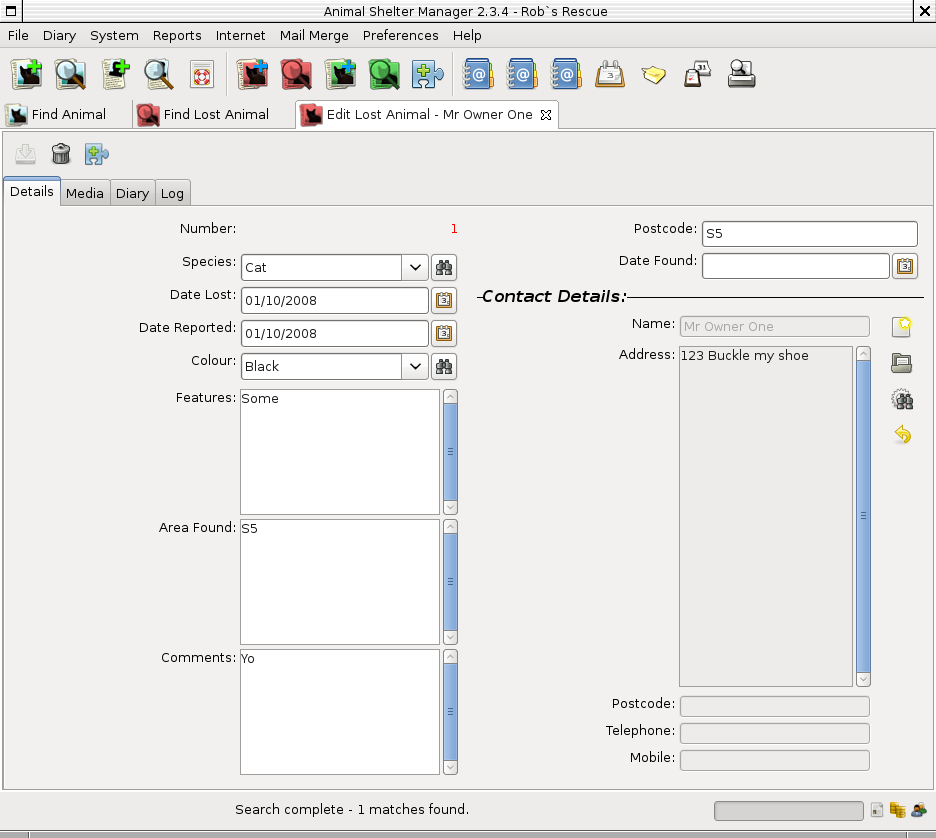 Animal Shelter Manager 2.3.4 - Rob`s Rescue
File Diary System Reports Internet Mail Merge Preferences Help
Find Animal Find Lost Animal Edit Lost Animal - Mr Owner One
Details Media Diary Log
Number: 1
Species: Cat
Date Lost: 01/10/2008
Date Reported: 01/10/2008
Colour: Black
Features: Some
Area Found: S5
Comments: Yo
Postcode: S5
Date Found:
Contact Details:
Name: Mr Owner One
Address: 123 Buckle my shoe
Postcode:
Telephone:
Mobile:
Search complete - 1 matches found.